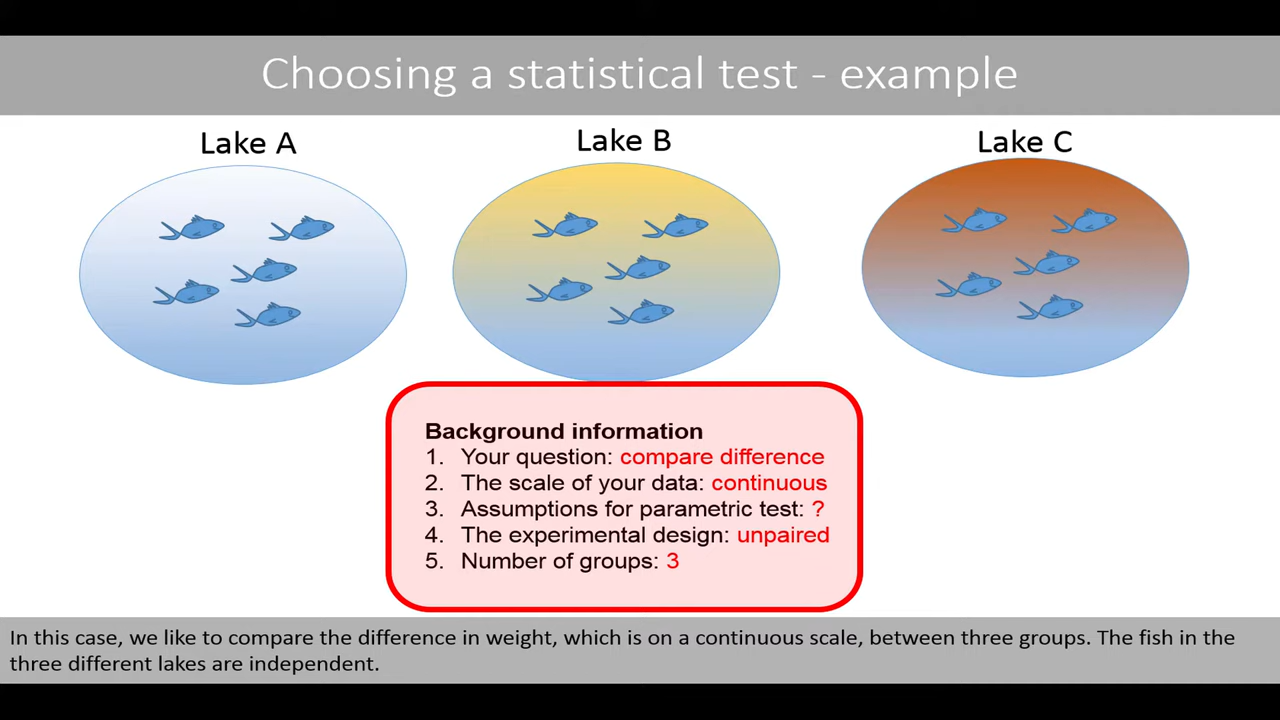 Choosing a statistical test - example
Lake A
Lake B
Lake C
Background information
1. Your question: compare difference
2. The scale of your data: continuous
3. Assumptions for parametric test: ?
4. The experimental design: unpaired
5. Number of groups: 3
In this case, we like to compare the difference in weight, which is on a continuous scale, between three groups. The fish in the
three different lakes are independent.